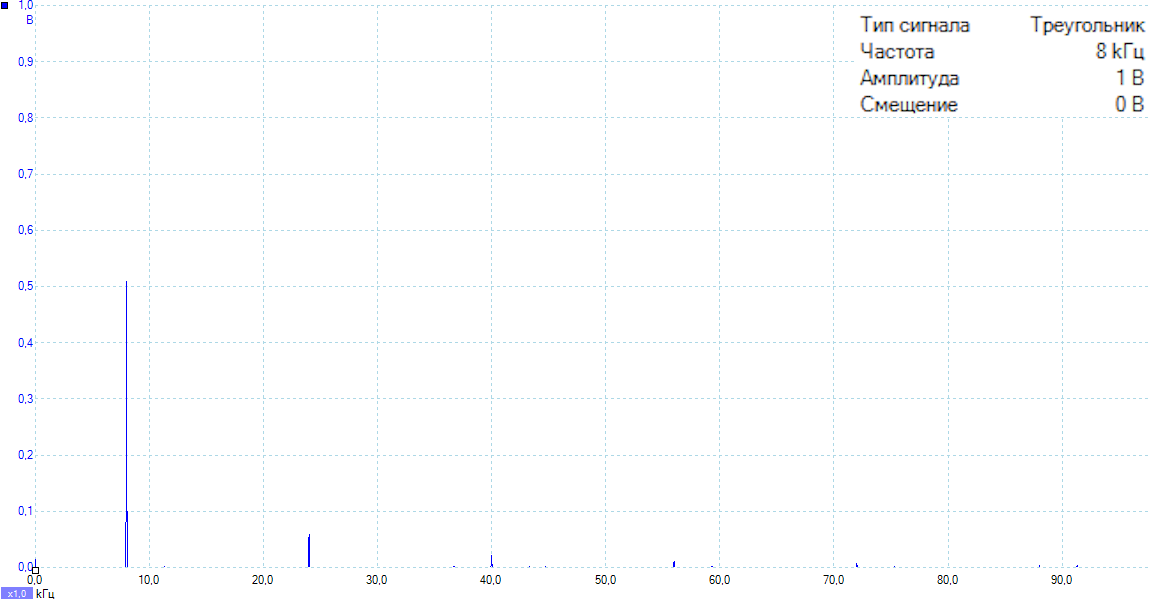 1,0
В
0,9
0,8
0,7
0,6
0,5
0,4
0,3
0,2
0,1
0,0
Тип сигнала Треугольник
Частота 8 kГц
Амплитуда 1 В
Смещение 0 В
0,0 10,0 20,0 30,0 40,0 50,0 60,0 70,0 80,0 90,0
x1,0 кГц